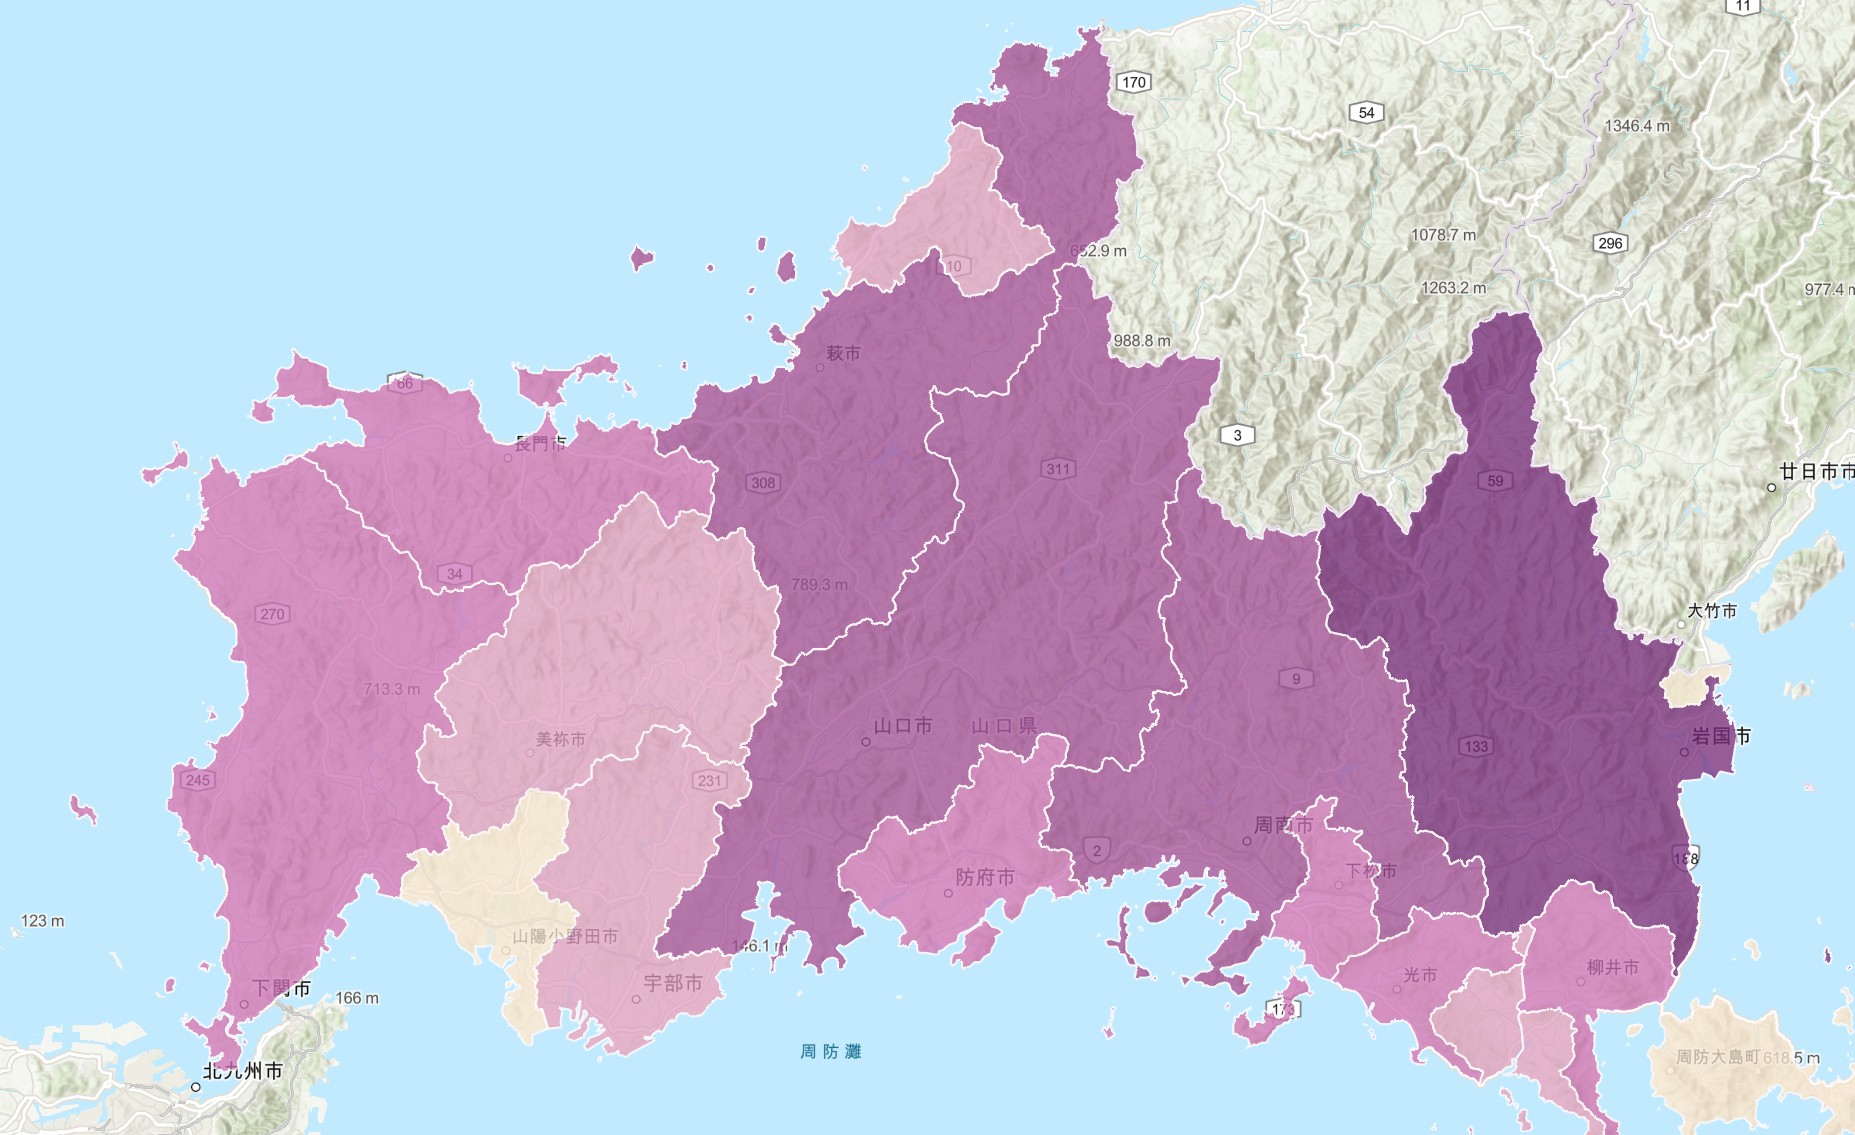 11
170
54
1346.4 m
1078.7 m
296
652.9 m
10
1263.2 m
977.4 m
988.8 m
萩市
66
長門市
3
308
311
59
廿日市市
34
789.3 m
270
大竹市
713.3 m
9
美祢市
山口市
山口県
133
岩国市
245
231
周南市
2
188
下松市
防府市
123 m
山陽小野田市
146.1 m
光市
柳井市
下関市
166 m
宇部市
173
周防灘
周防大島町
618.5 m
北九州市